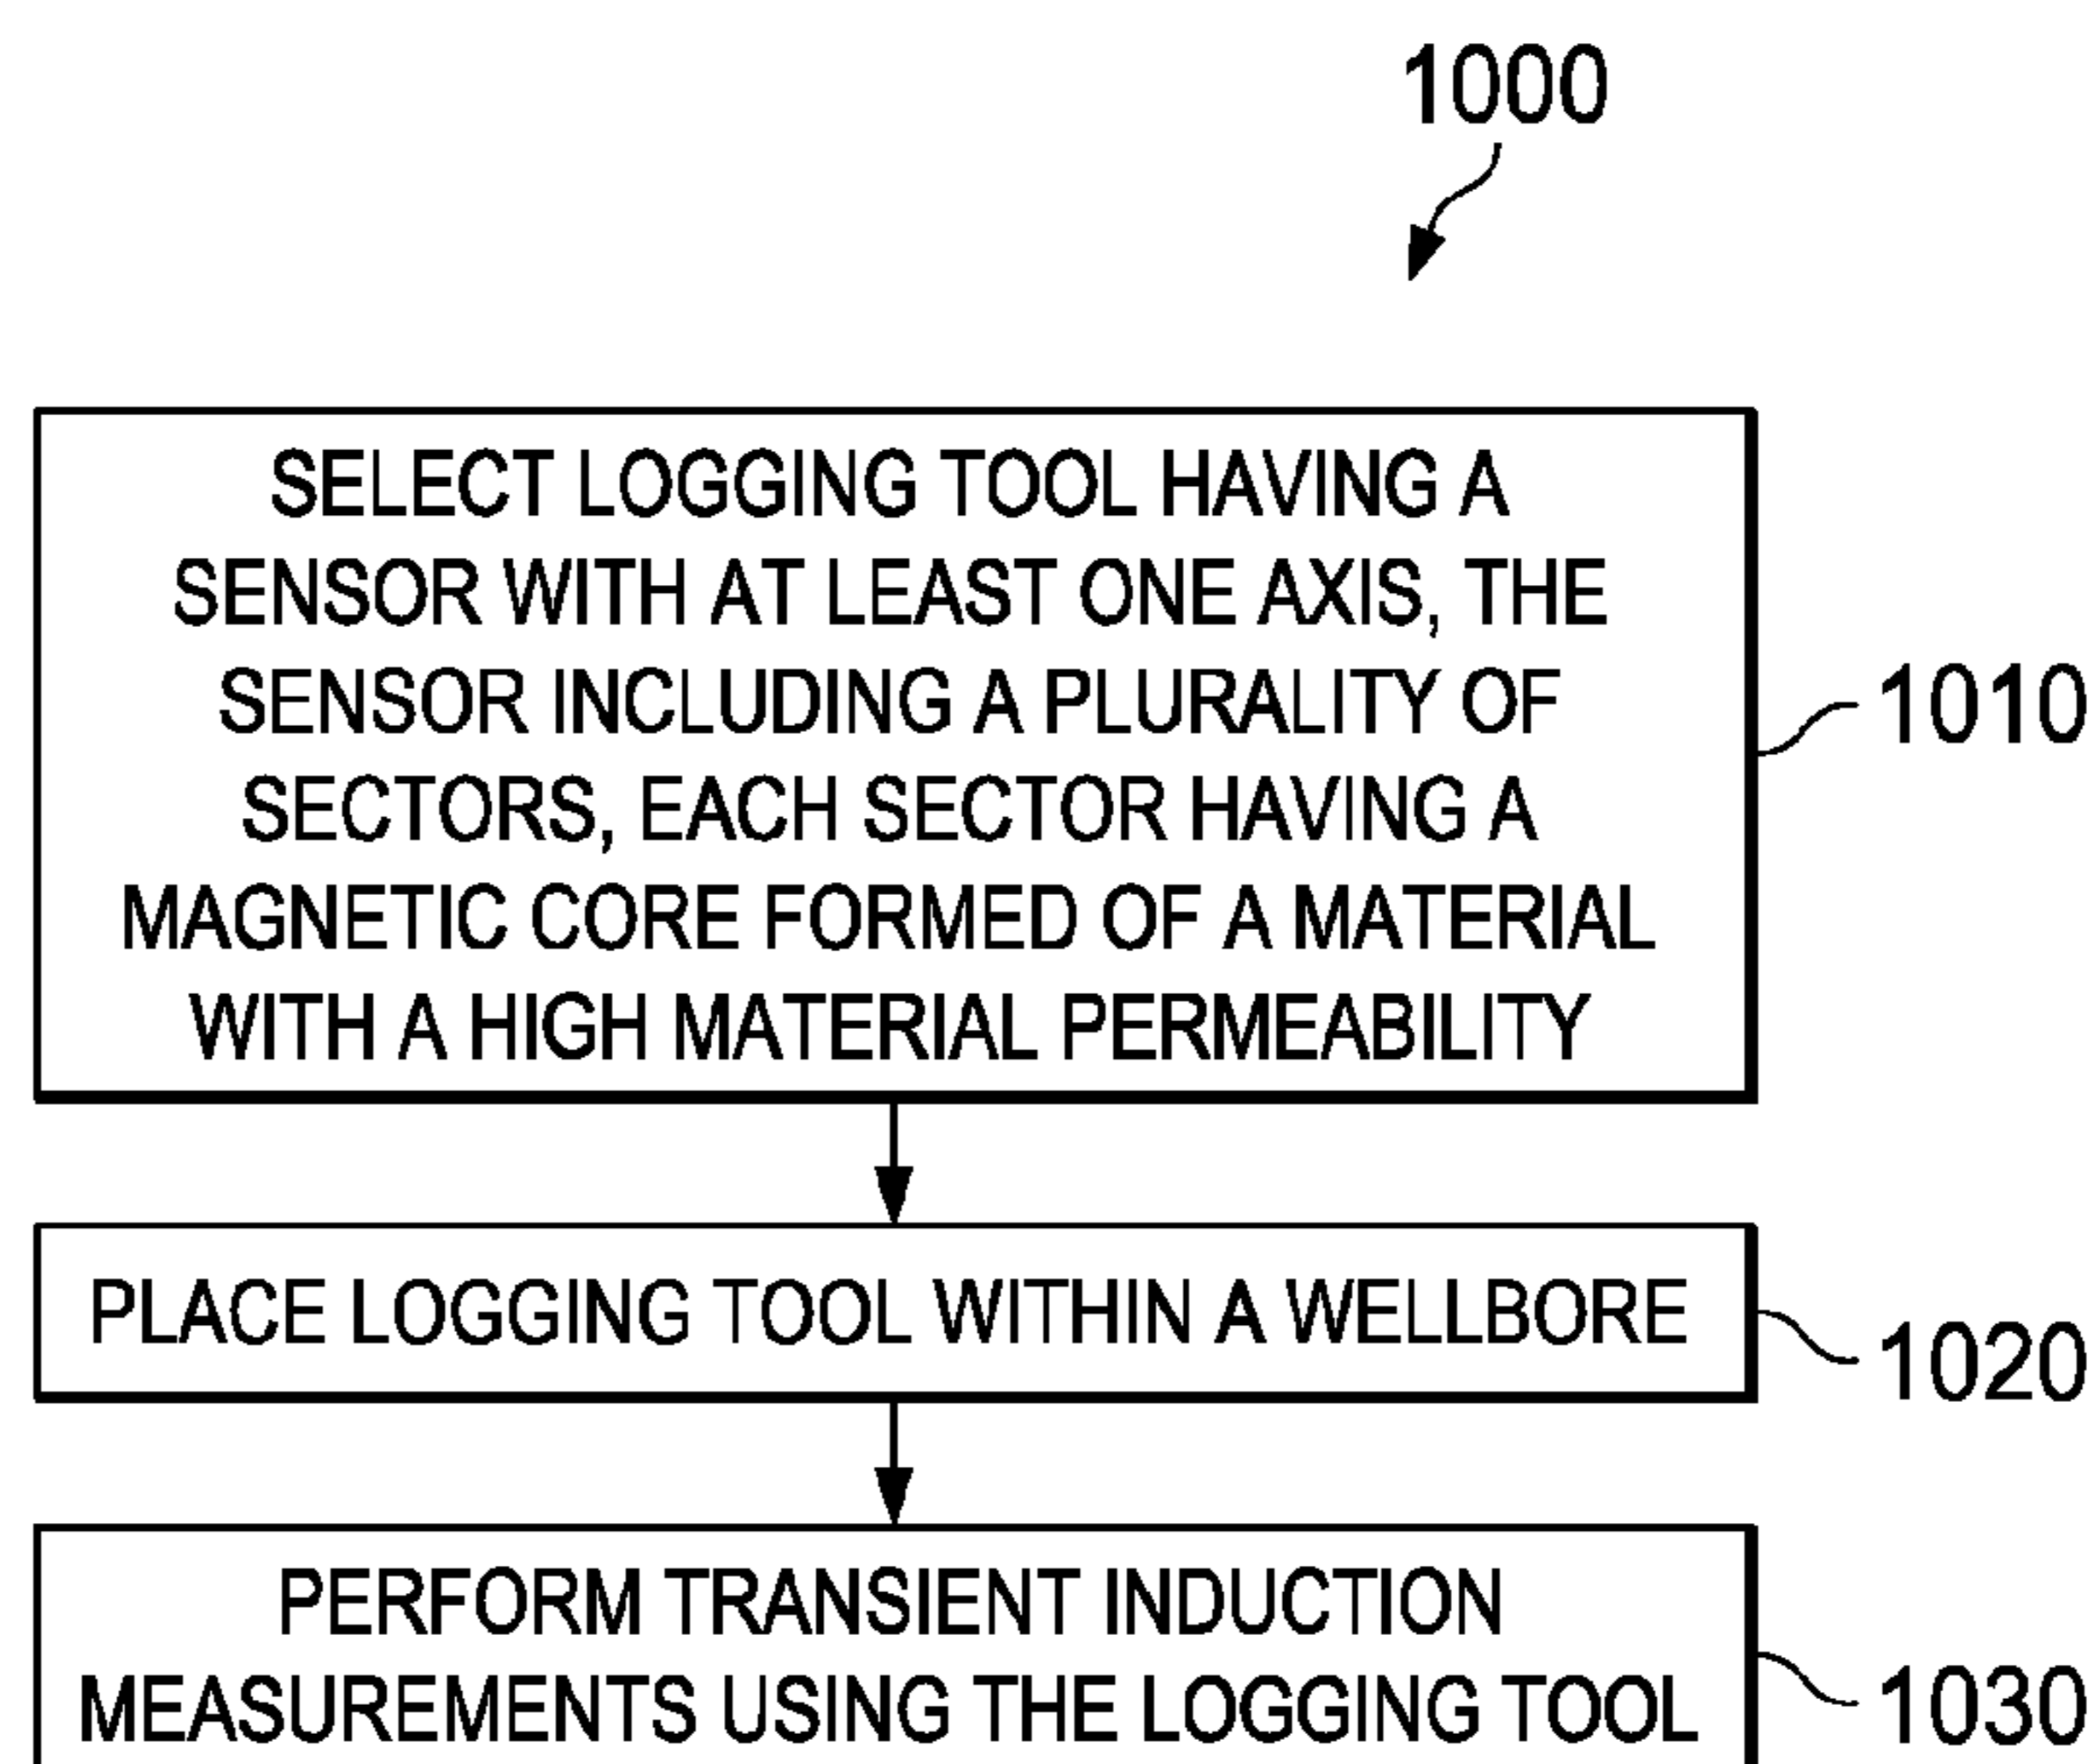 1000
SELECT LOGGING TOOL HAVING A
SENSOR WITH AT LEAST ONE AXIS, THE
SENSOR INCLUDING A PLURALITY OF
SECTORS, EACH SECTOR HAVING A
MAGNETIC CORE FORMED OF A MATERIAL
WITH A HIGH MATERIAL PERMEABILITY
1010
PLACE LOGGING TOOL WITHIN A WELLBORE
1020
PERFORM TRANSIENT INDUCTION
MEASUREMENTS USING THE LOGGING TOOL
1030